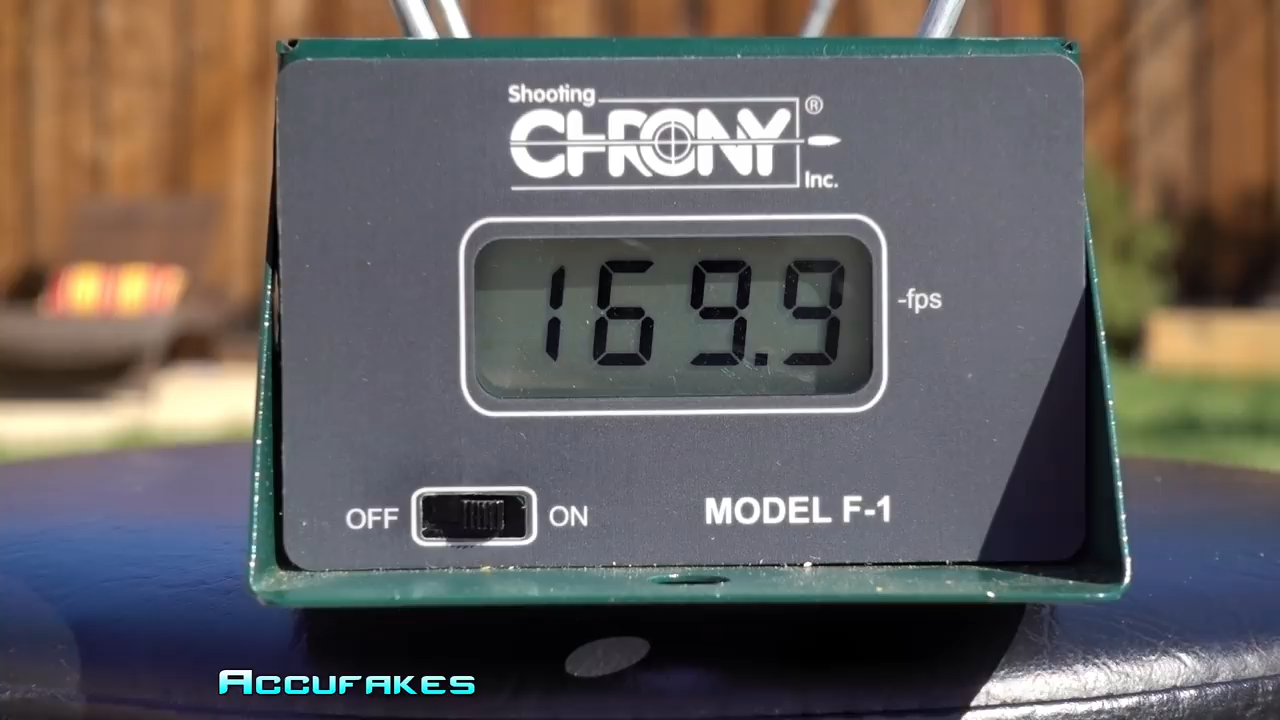 Shooting
CHRONY®
Inc.
169.9
-fps
OFF ON
MODEL F-1
Accufakes